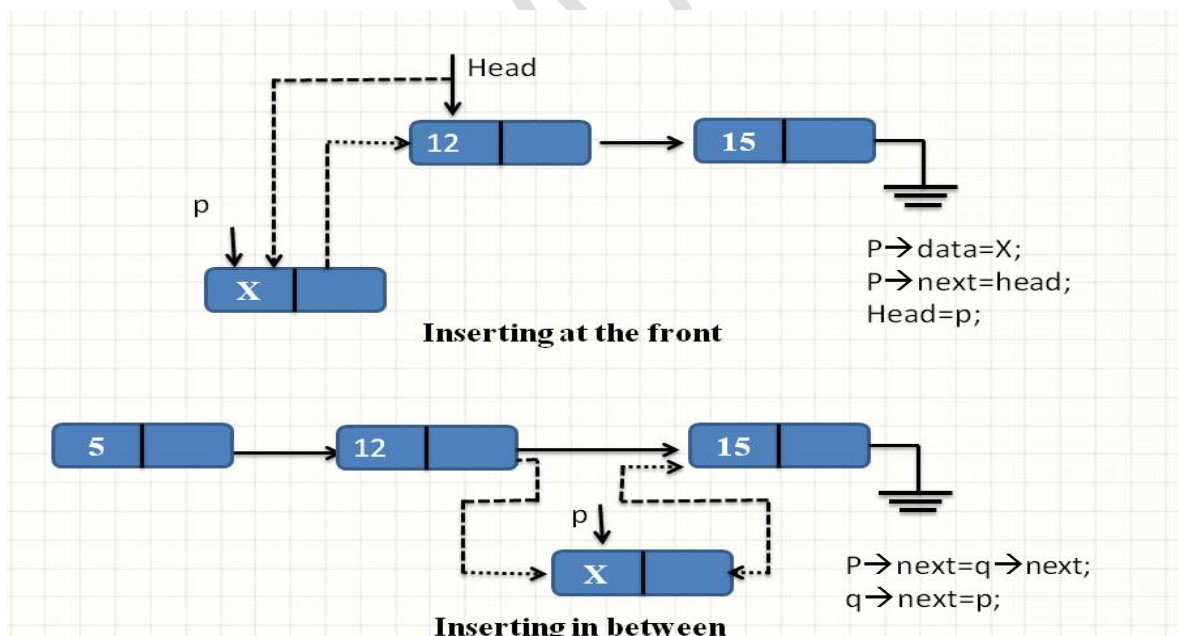 Head
12
15
p
X
P→data=X;
P→next=head;
Head=p;
Inserting at the front
5
12
15
p
X
P→next=q→next;
q→next=p;
Inserting in between